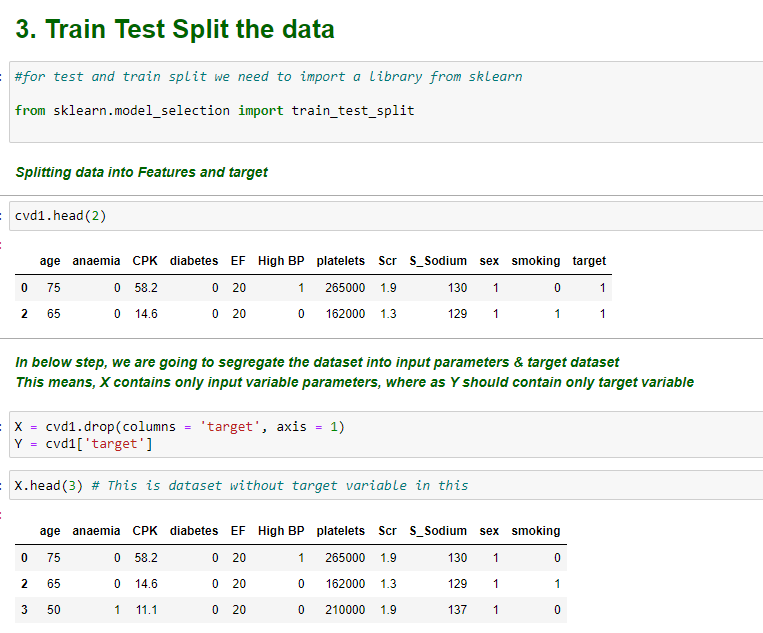 3. Train Test Split the data
#for test and train split we need to import a library from sklearn
from sklearn.model_selection import train_test_split
Splitting data into Features and target
cvd1.head(2)
age anaemia CPK diabetes EF High BP platelets Scr S_Sodium sex smoking target
0 75 0 58.2 0 20 1 265000 1.9 130 1 0 1
2 65 0 14.6 0 20 0 162000 1.3 129 1 1 1
In below step, we are going to segregate the dataset into input parameters & target dataset
This means, X contains only input variable parameters, where as Y should contain only target variable
X = cvd1.drop(columns = 'target', axis = 1)
Y = cvd1['target']
X.head(3) # This is dataset without target variable in this
age anaemia CPK diabetes EF High BP platelets Scr S_Sodium sex smoking
0 75 0 58.2 0 20 1 265000 1.9 130 1 0
2 65 0 14.6 0 20 0 162000 1.3 129 1 1
3 50 1 11.1 0 20 0 210000 1.9 137 1 0